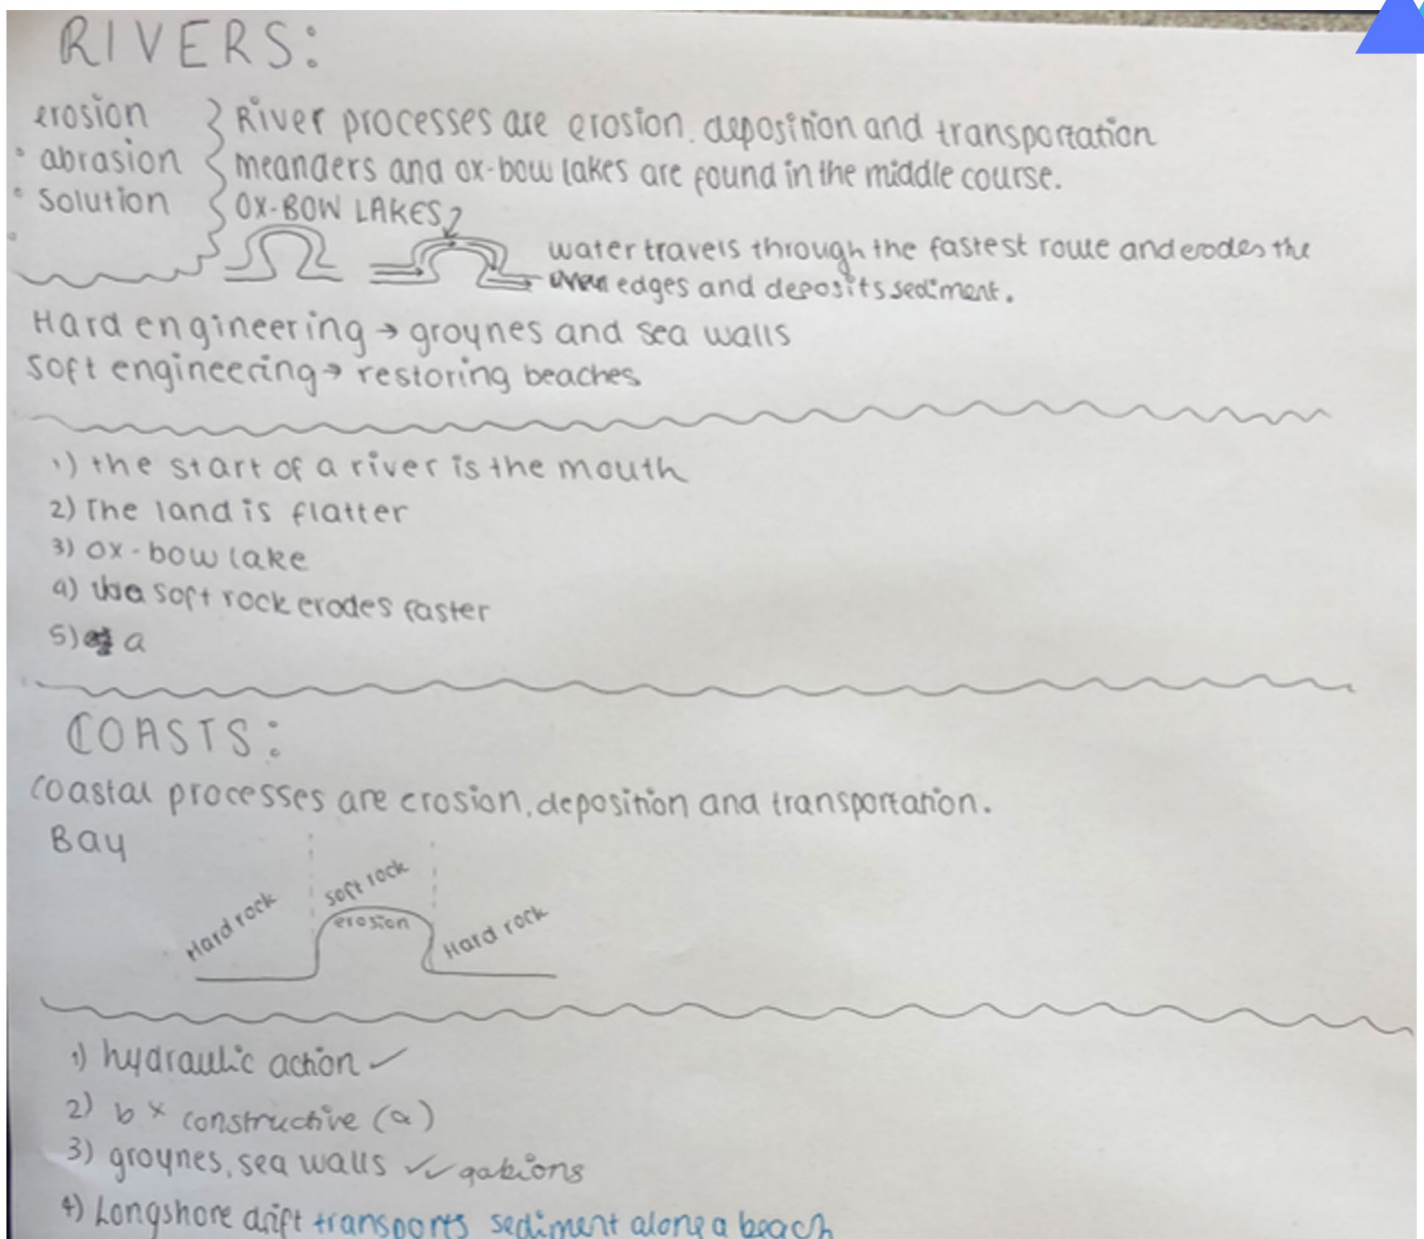 RIVERS:
erosion
• abrasion
• solution
River processes are erosion, deposition and transportation
meanders and ox-bow lakes are found in the middle course.
OX-BOW LAKES
water travels through the fastest route and erodes the
edges and deposits sediment.
Hard engineering → groynes and sea walls
Soft engineering → restoring beaches
1) the start of a river is the mouth
2) The land is flatter
3) ox-bow lake
4) soft rock erodes faster
5) a
COASTS:
coastal processes are erosion, deposition and transportation.
Bay
Hard rock
soft rock
erosion
Hard rock
1) hydraulic action ✓
2) b × constructive (a)
3) groynes, sea walls ✓✓ gabions
4) Longshore drift transports sediment along a beach